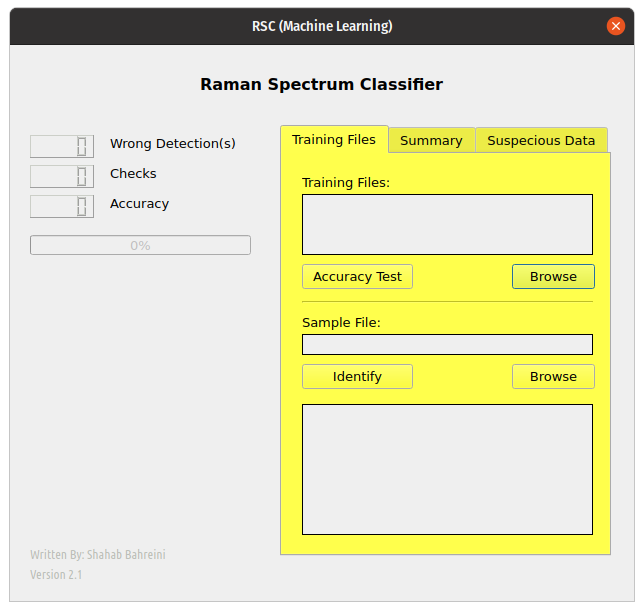 RSC (Machine Learning)
Raman Spectrum Classifier
0 Wrong Detection(s)
0 Checks
0 Accuracy
0%
Training Files Summary Suspecious Data
Training Files:
Accuracy Test Browse
Sample File:
Identify Browse
Written By: Shahab Bahreini
Version 2.1